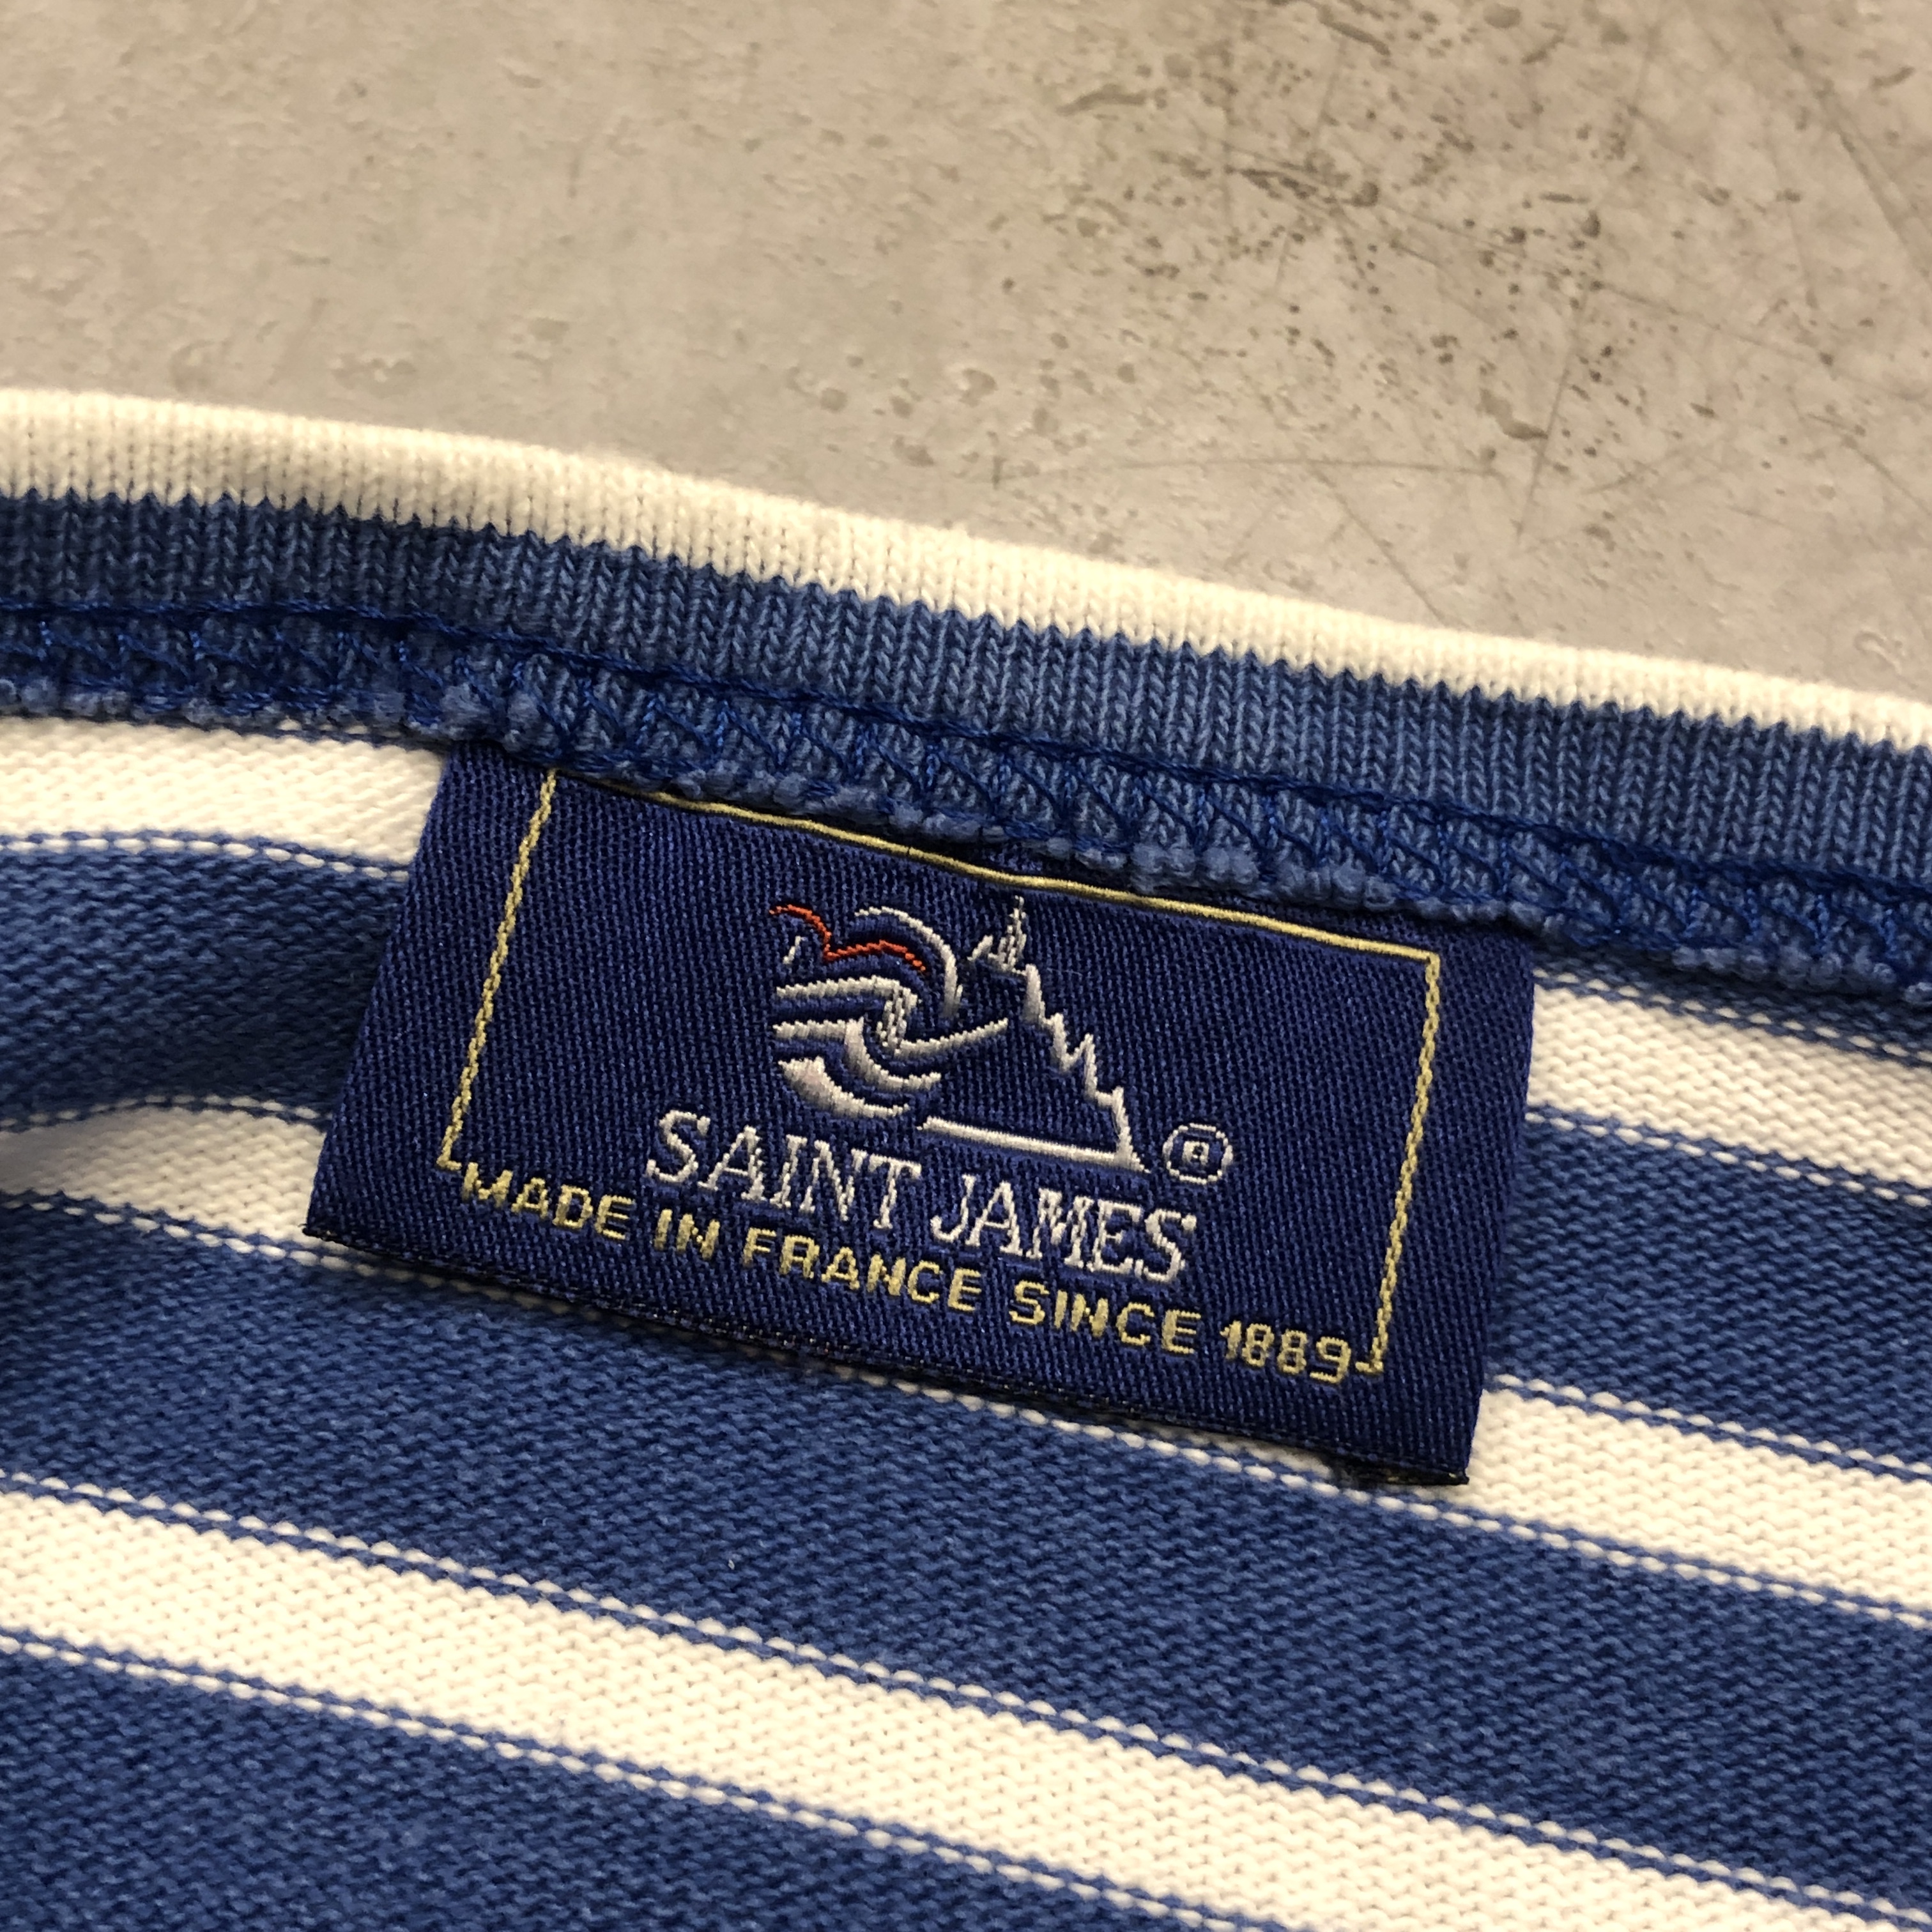 ®
SAINT JAMES
MADE IN FRANCE SINCE 1889